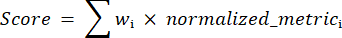 Score = ∑ wᵢ × normalized_metricᵢ